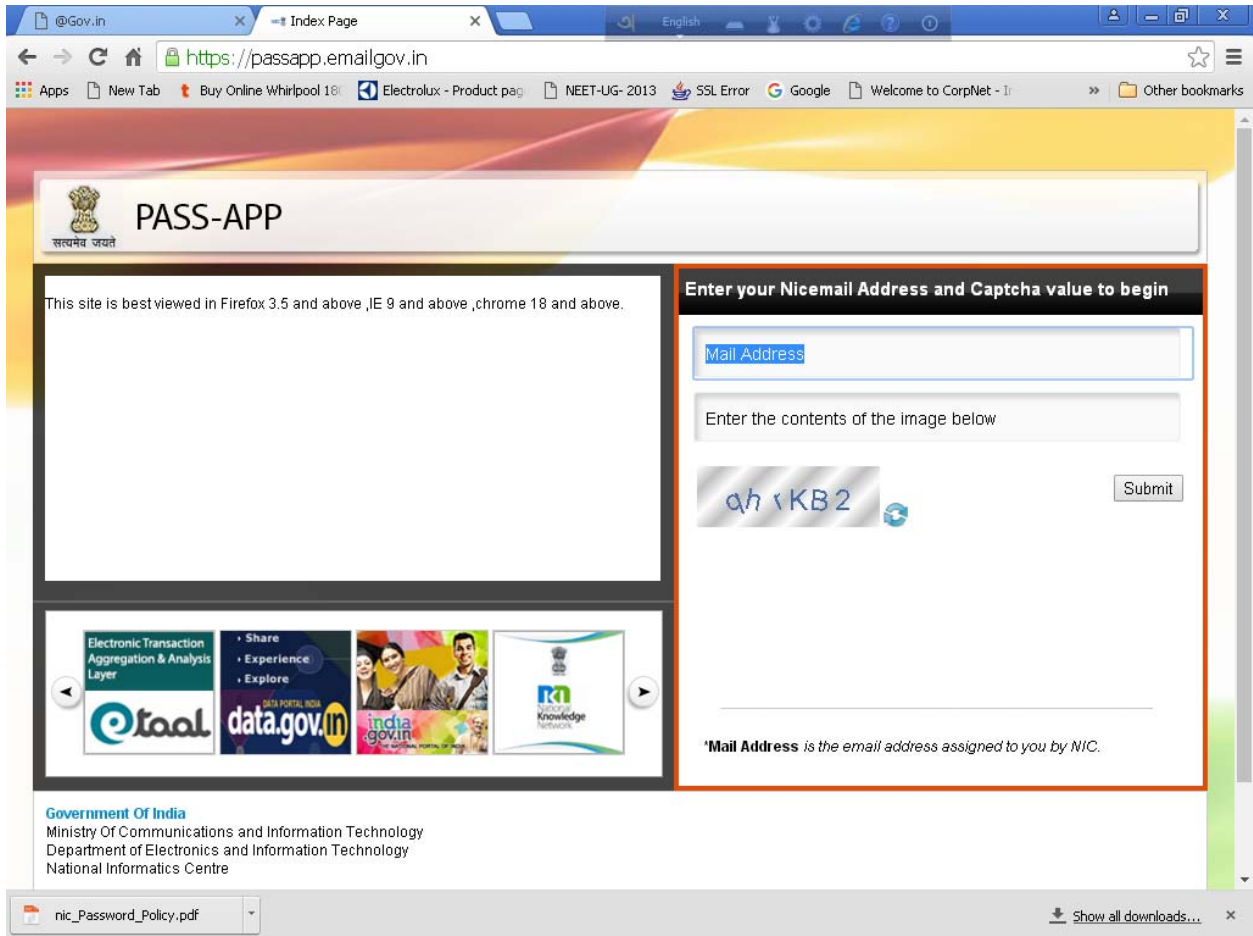 @Gov.in
Index Page
English
https://passapp.emailgov.in
Apps New Tab Buy Online Whirlpool 18 Electrolux - Product pag NEET-UG- 2013 SSL Error Google Welcome to CorpNet - Ir » Other bookmarks
सत्यमेव जयते
PASS-APP
This site is best viewed in Firefox 3.5 and above ,IE 9 and above ,chrome 18 and above.
Enter your Nicemail Address and Captcha value to begin
Mail Address
Enter the contents of the image below
Submit
Electronic Transaction
Aggregation & Analysis
Layer
etaal
› Share
› Experience
› Explore
DATA PORTAL INDIA
data.gov.in
india
.gov.in
THE NATIONAL PORTAL OF INDIA
National
Knowledge
Network
*Mail Address is the email address assigned to you by NIC.
Government Of India
Ministry Of Communications and Information Technology
Department of Electronics and Information Technology
National Informatics Centre
nic_Password_Policy.pdf
Show all downloads...